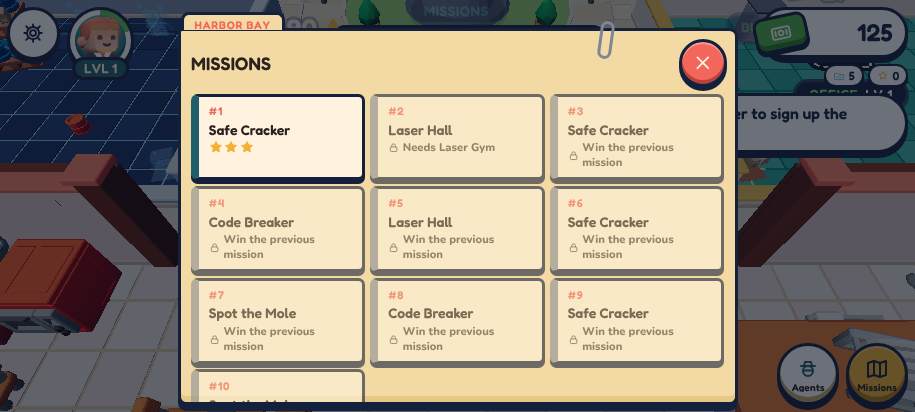 HARBOR BAY
MISSIONS
125
LVL 1
MISSIONS
5
0
OFFICE LV 1
er to sign up the
#1
Safe Cracker
#2
Laser Hall
Needs Laser Gym
#3
Safe Cracker
Win the previous
mission
#4
Code Breaker
Win the previous
mission
#5
Laser Hall
Win the previous
mission
#6
Safe Cracker
Win the previous
mission
#7
Spot the Mole
Win the previous
mission
#8
Code Breaker
Win the previous
mission
#9
Safe Cracker
Win the previous
mission
#10
Agents
Missions